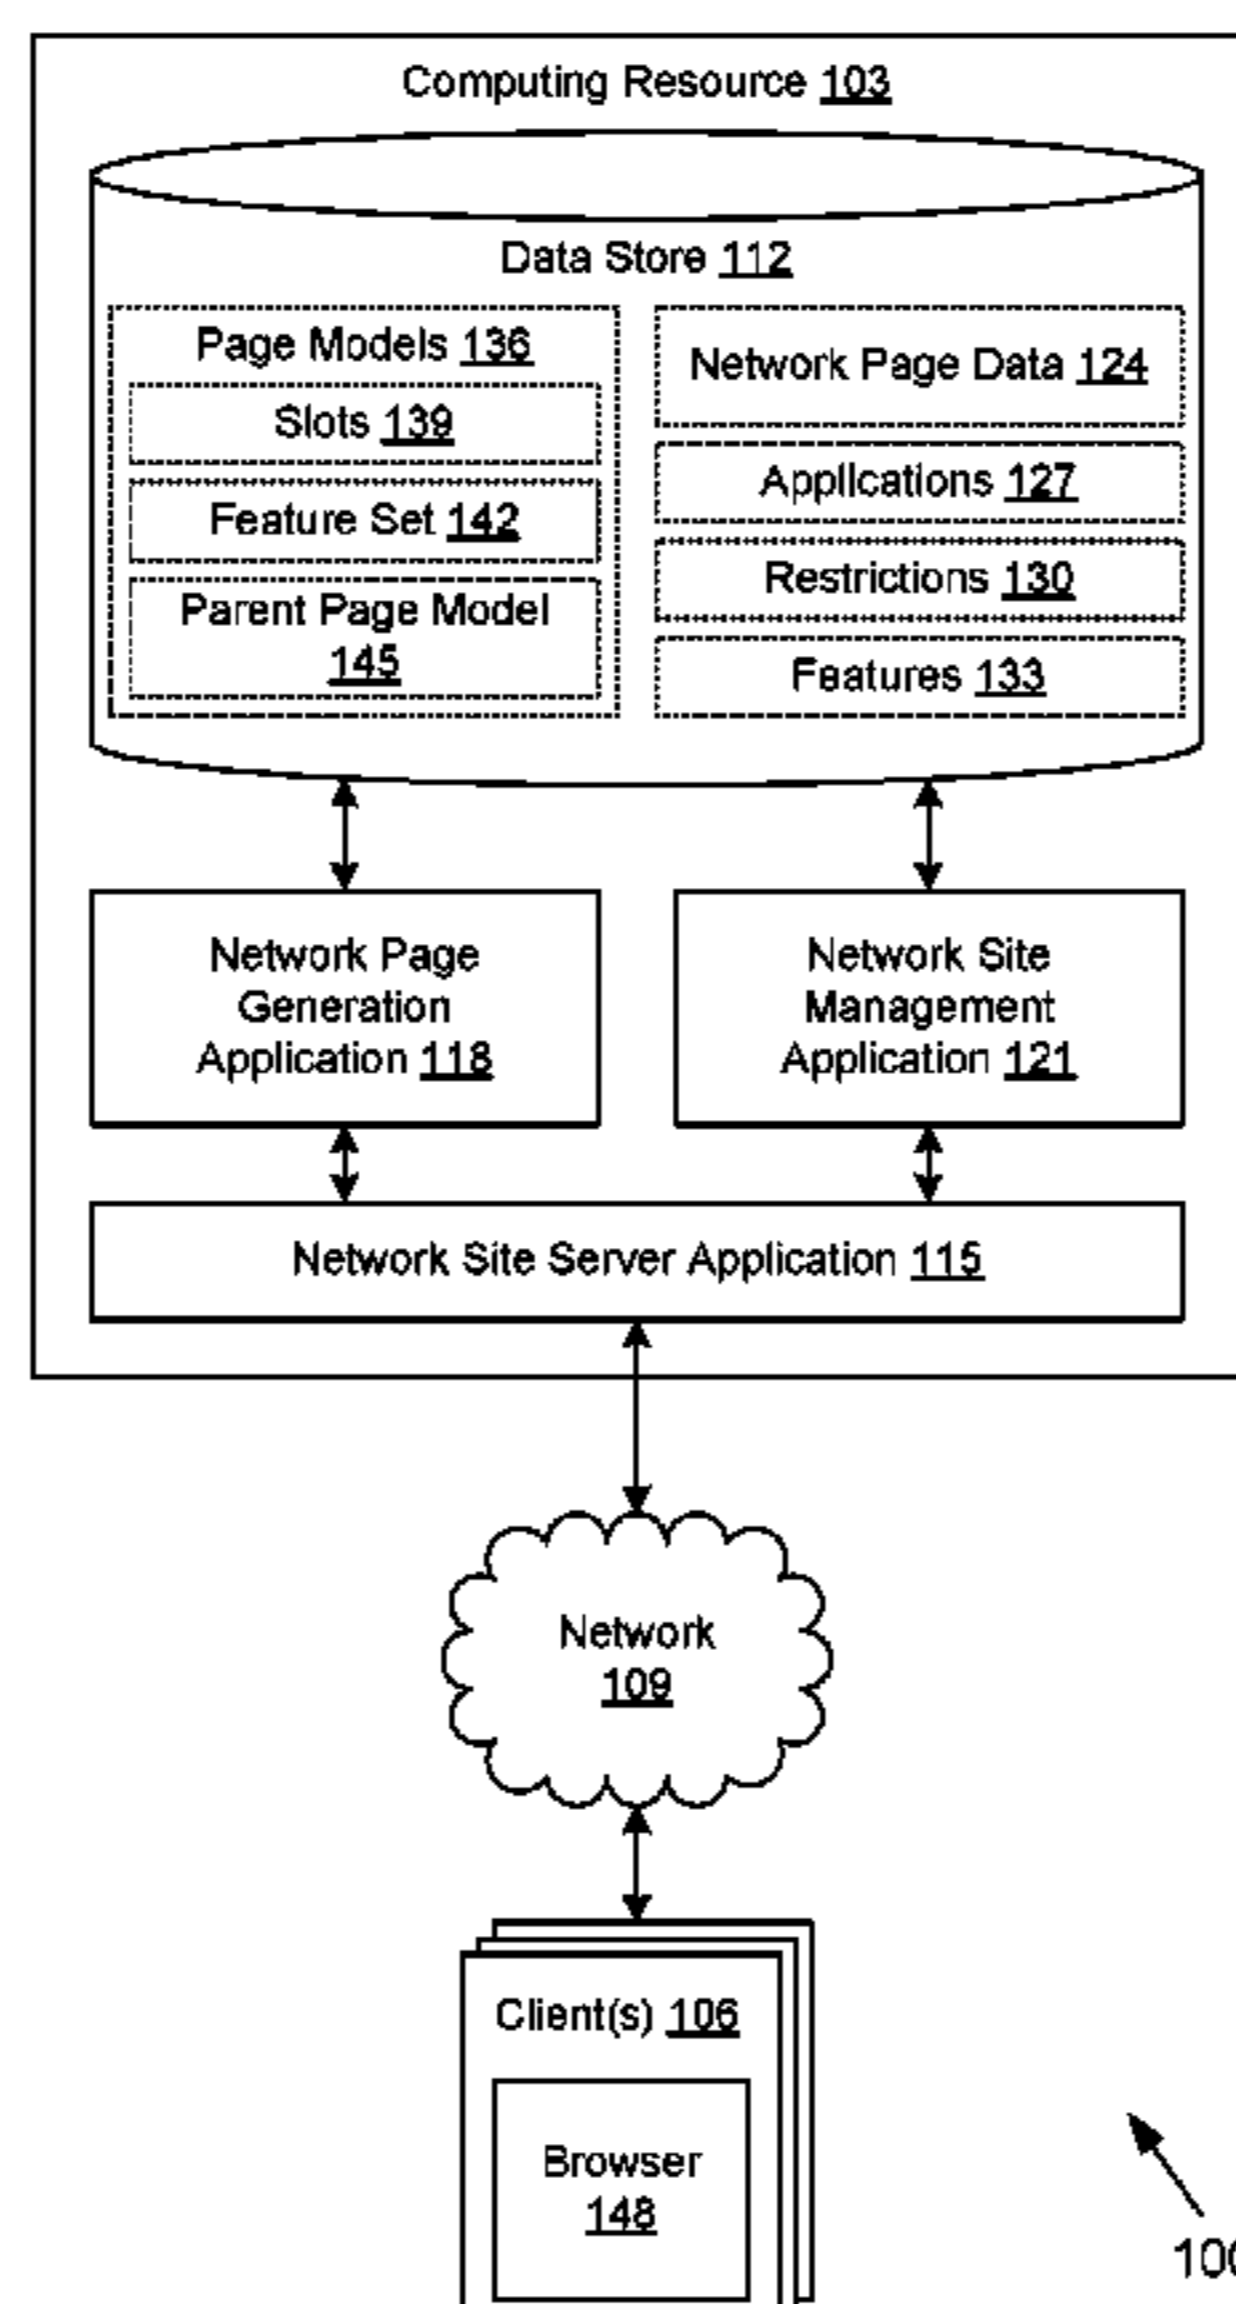 Computing Resource 103
Data Store 112
Page Models 136
Slots 139
Feature Set 142
Parent Page Model
145
Network Page Data 124
Applications 127
Restrictions 130
Features 133
Network Page
Generation
Application 118
Network Site
Management
Application 121
Network Site Server Application 115
Network
109
Client(s) 106
Browser
148